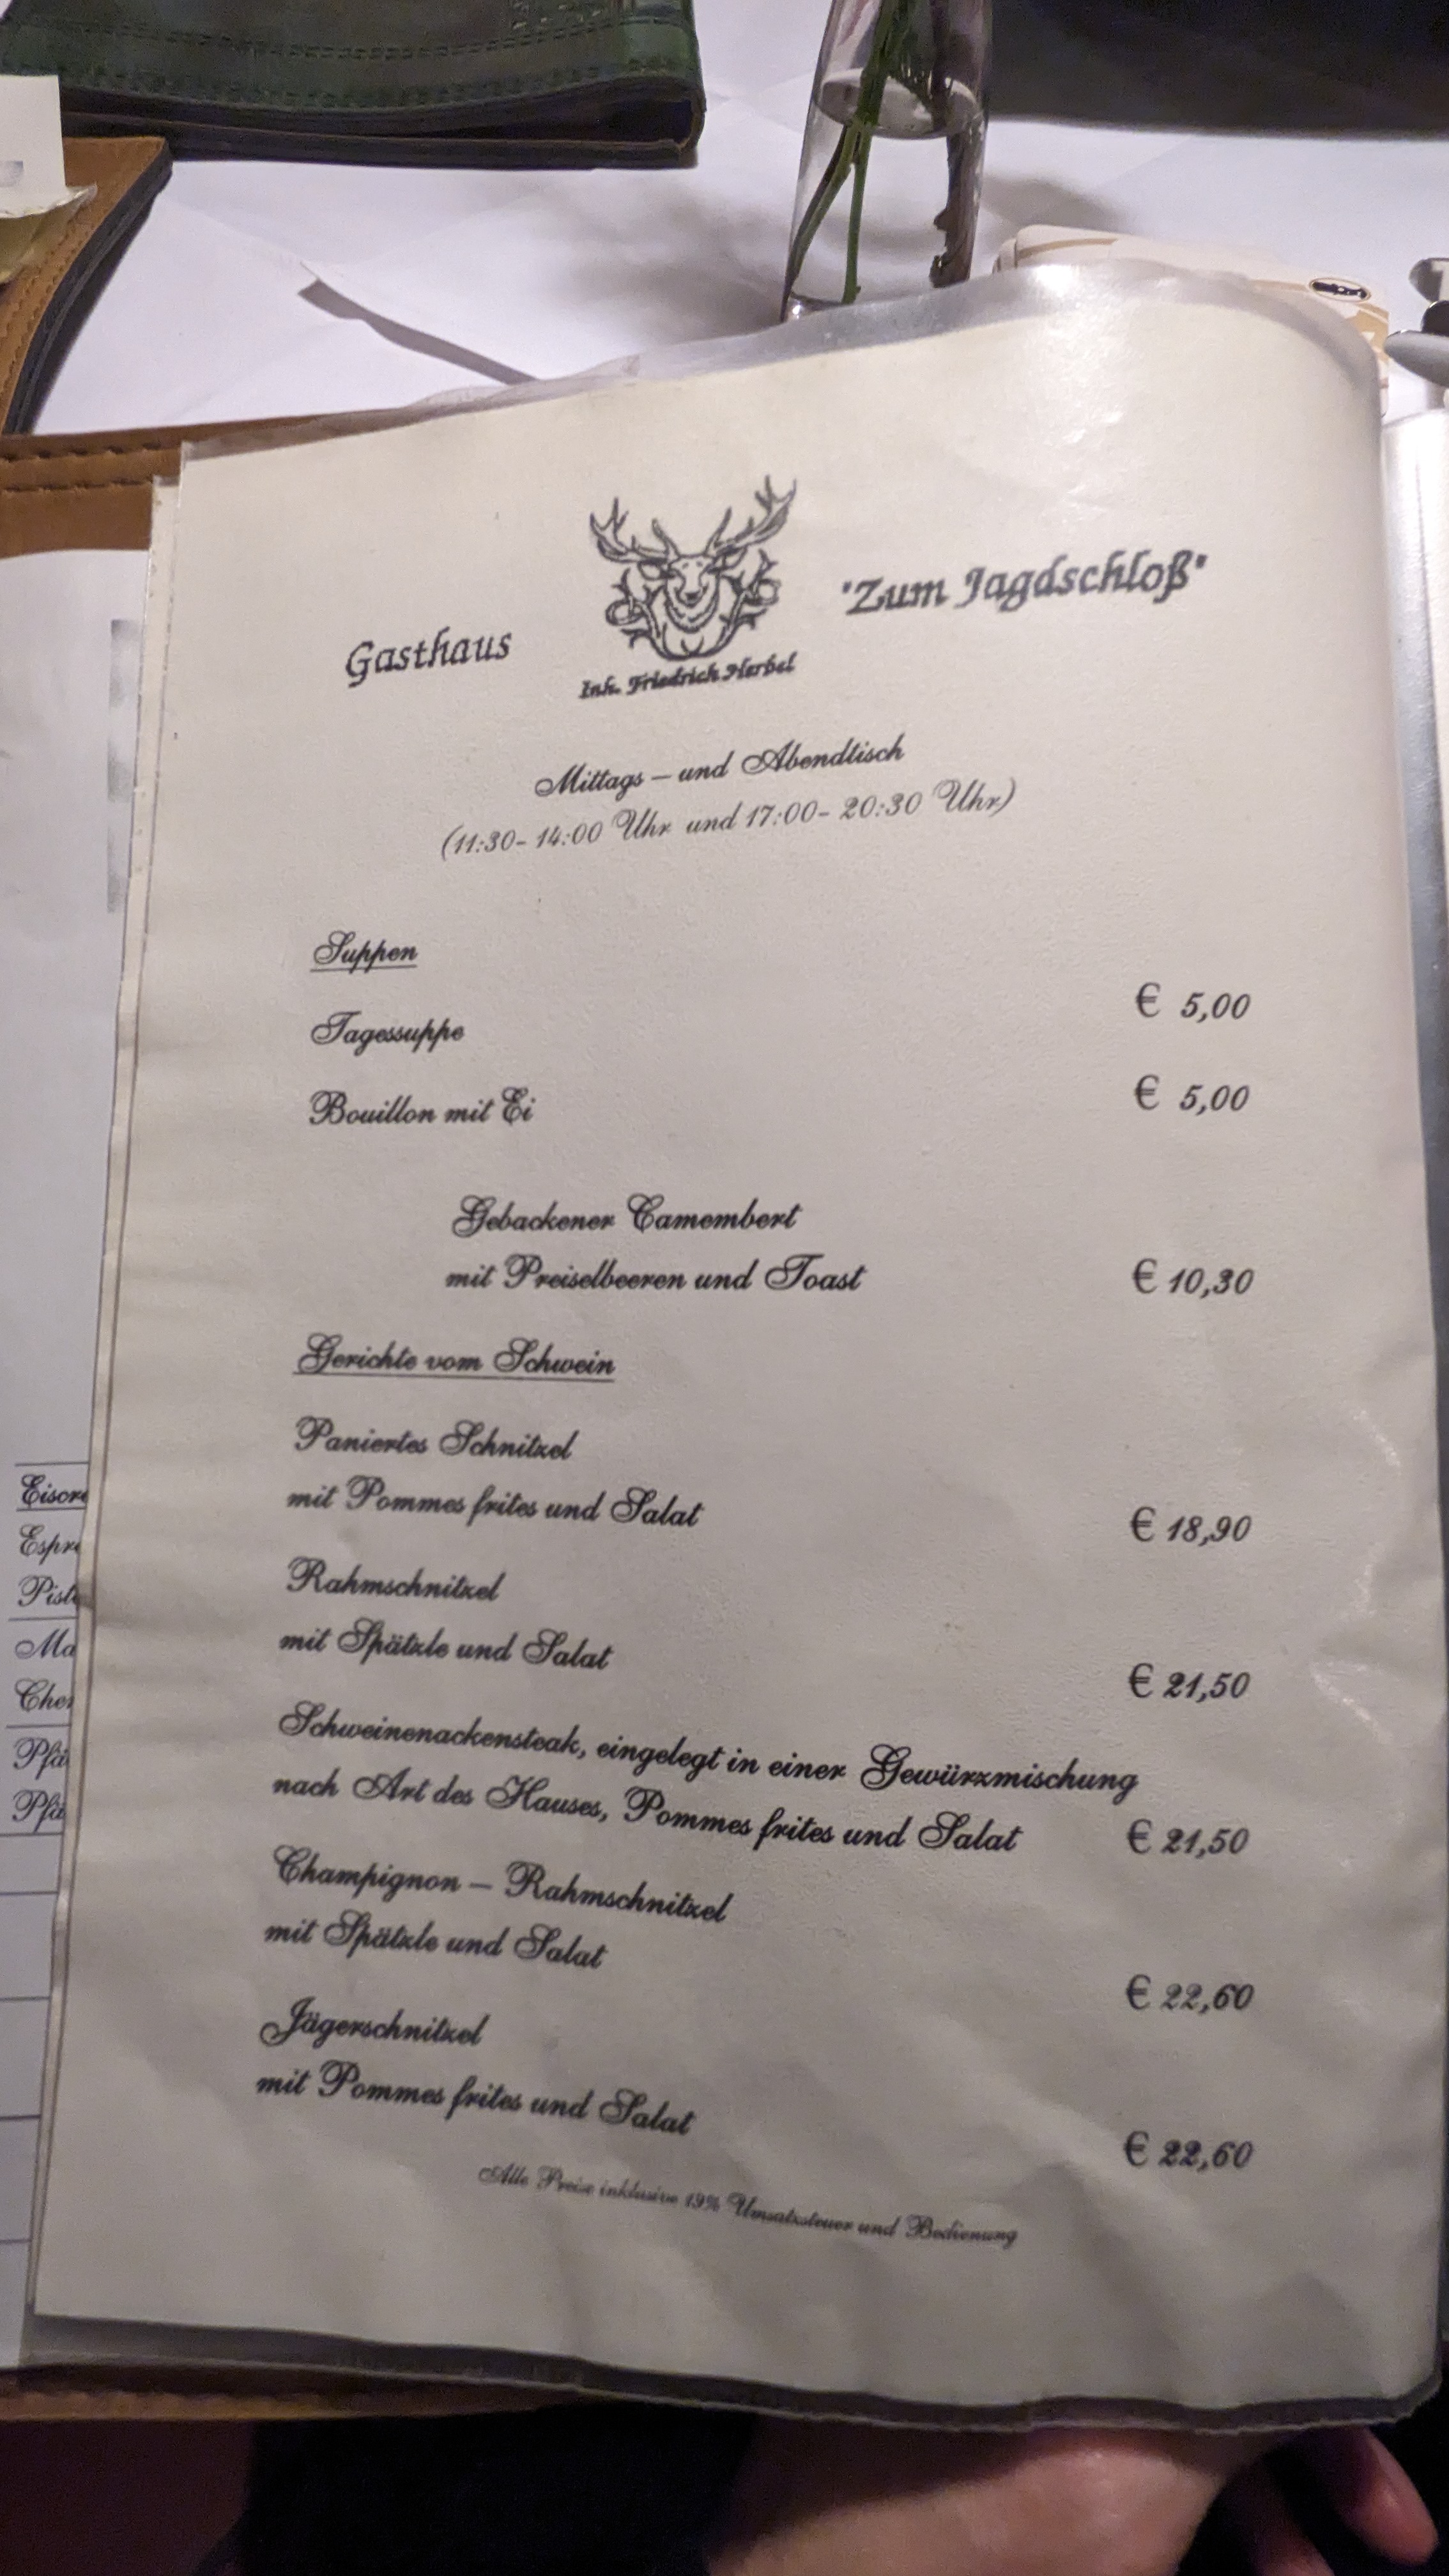 Gasthaus
"Zum Jagdschloß"
Inh. Friedrich Herbel
Mittags – und Abendtisch
(11:30- 14:00 Uhr und 17:00- 20:30 Uhr)
Suppen
Tagessuppe € 5,00
Bouillon mit Ei € 5,00
Gebackener Camembert
mit Preiselbeeren und Toast € 10,30
Gerichte vom Schwein
Paniertes Schnitzel
mit Pommes frites und Salat € 18,90
Rahmschnitzel
mit Spätzle und Salat € 21,50
Schweinenackensteak, eingelegt in einer Gewürzmischung
nach Art des Hauses, Pommes frites und Salat € 21,50
Champignon – Rahmschnitzel
mit Spätzle und Salat € 22,60
Jägerschnitzel
mit Pommes frites und Salat € 22,60
Alle Preise inklusive 19% Umsatzsteuer und Bedienung